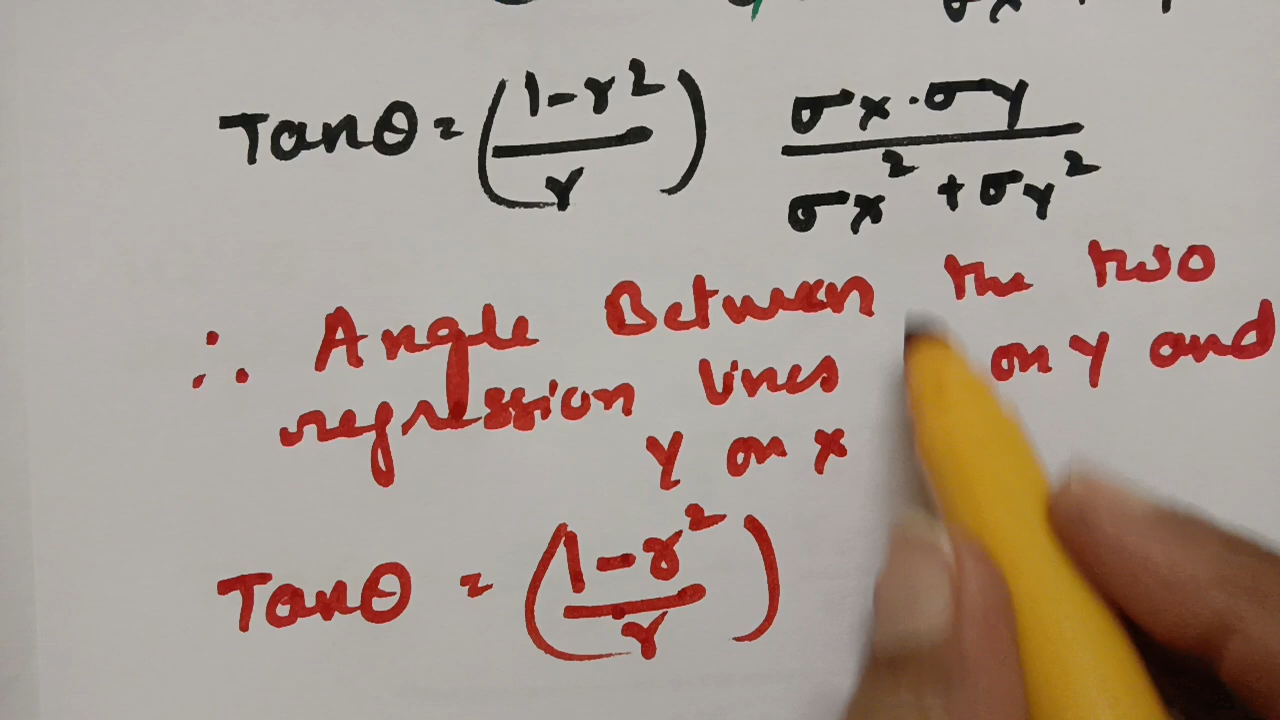 Tanθ = (1-r²/r) σx·σy/σx² + σy²
∴ Angle Between the two
regression lines on y and
y on x
Tanθ = (1-r²/r)